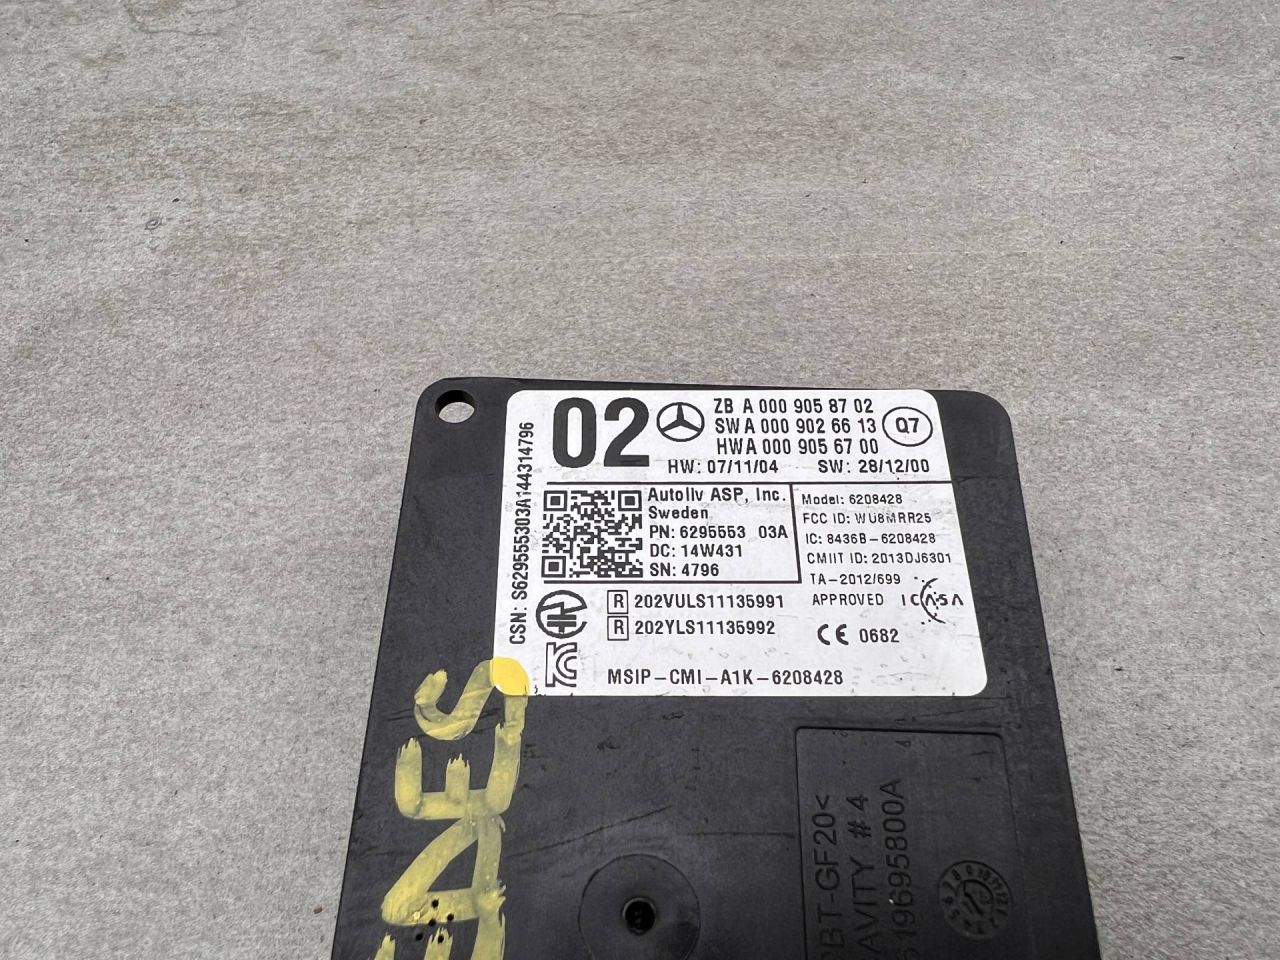 02
ZB A 000 905 87 02
SW A 000 902 66 13
HW A 000 905 67 00
Q7
HW: 07/11/04 SW: 28/12/00
CSN: S629555303A144314796
Autoliv ASP, Inc.
Sweden
PN: 6295553 03A
DC: 14W431
SN: 4796
Model: 6208428
FCC ID: WU8MRR25
IC: 8436B-6208428
CMIIT ID: 2013DJ6301
TA-2012/699
APPROVED ICASA
R 202VULS11135991
R 202YLS11135992
CE 0682
KC
MSIP-CMI-A1K-6208428
PBT-GF20<
CAVITY #4